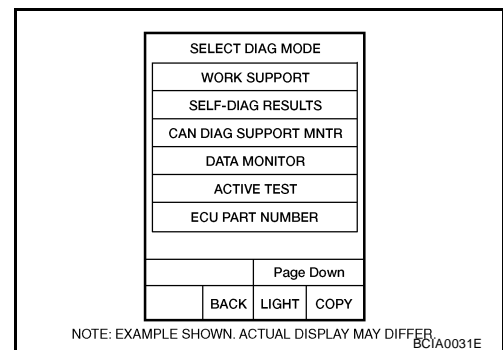 SELECT DIAG MODE
WORK SUPPORT
SELF-DIAG RESULTS
CAN DIAG SUPPORT MNTR
DATA MONITOR
ACTIVE TEST
ECU PART NUMBER
Page Down
BACK LIGHT COPY
NOTE: EXAMPLE SHOWN. ACTUAL DISPLAY MAY DIFFER.
BCIA0031E